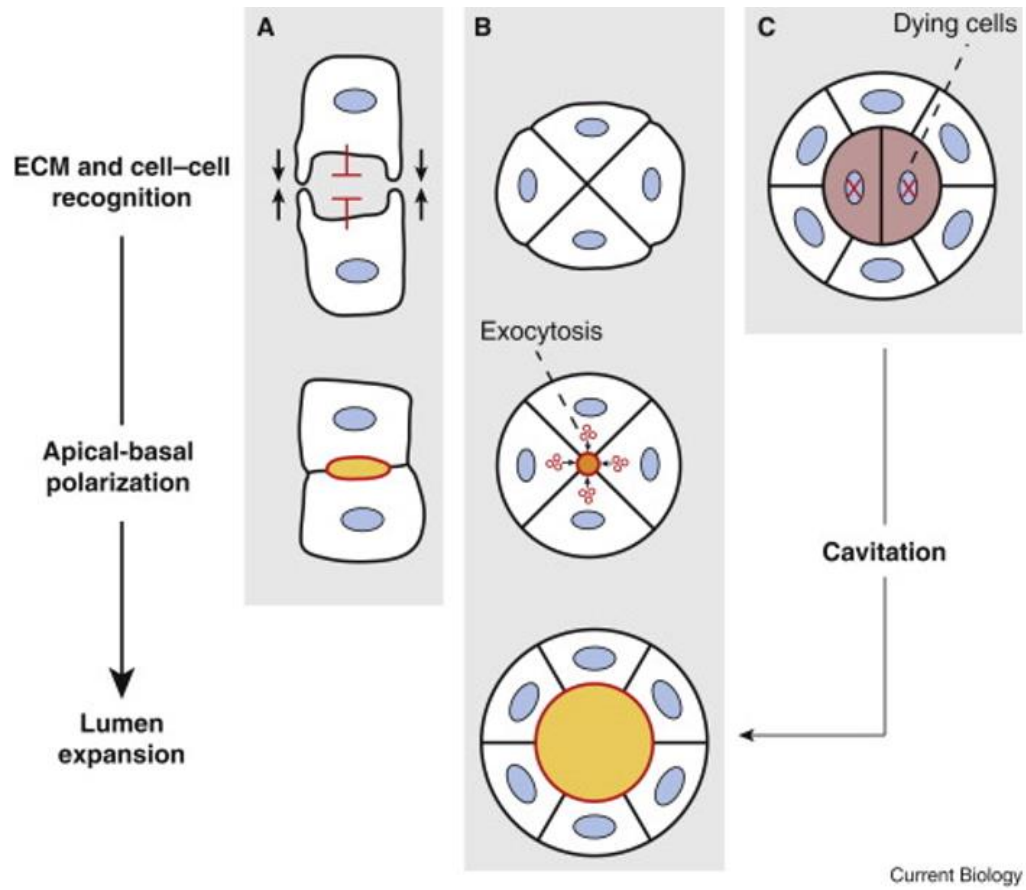 A
B
C
Dying cells
ECM and cell–cell
recognition
Exocytosis
Apical-basal
polarization
Cavitation
Lumen
expansion
Current Biology